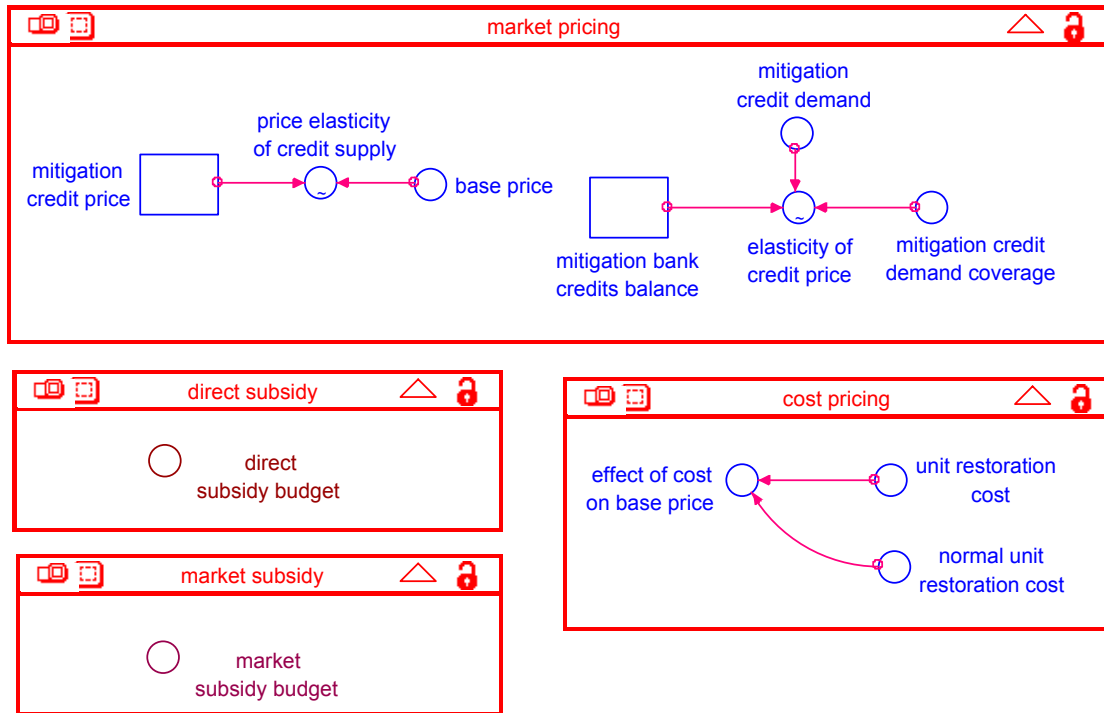 market pricing
mitigation
credit demand
price elasticity
of credit supply
mitigation
credit price
base price
~
~
mitigation bank
credits balance
elasticity of
credit price
mitigation credit
demand coverage
direct subsidy
direct
subsidy budget
cost pricing
effect of cost
on base price
unit restoration
cost
normal unit
restoration cost
market subsidy
market
subsidy budget